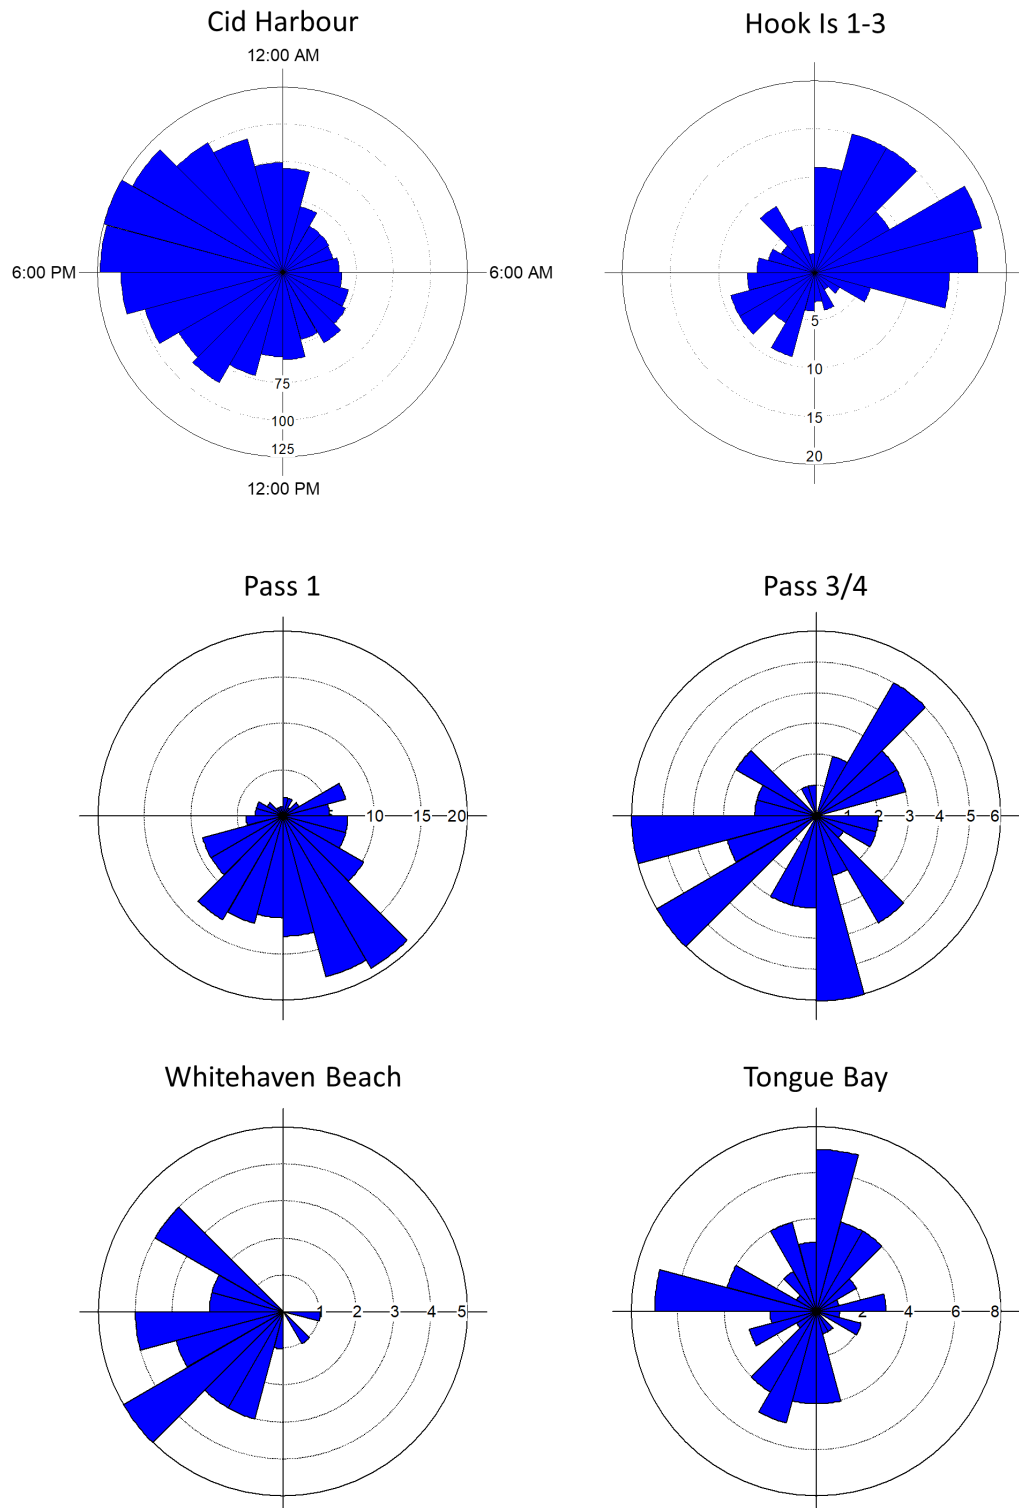 Cid Harbour
Hook Is 1-3
12:00 AM
6:00 PM
6:00 AM
75
100
125
12:00 PM
5
10
15
20
Pass 1
Pass 3/4
10 15 20
1 2 3 4 5 6
Whitehaven Beach
Tongue Bay
1 2 3 4 5
2 4 6 8